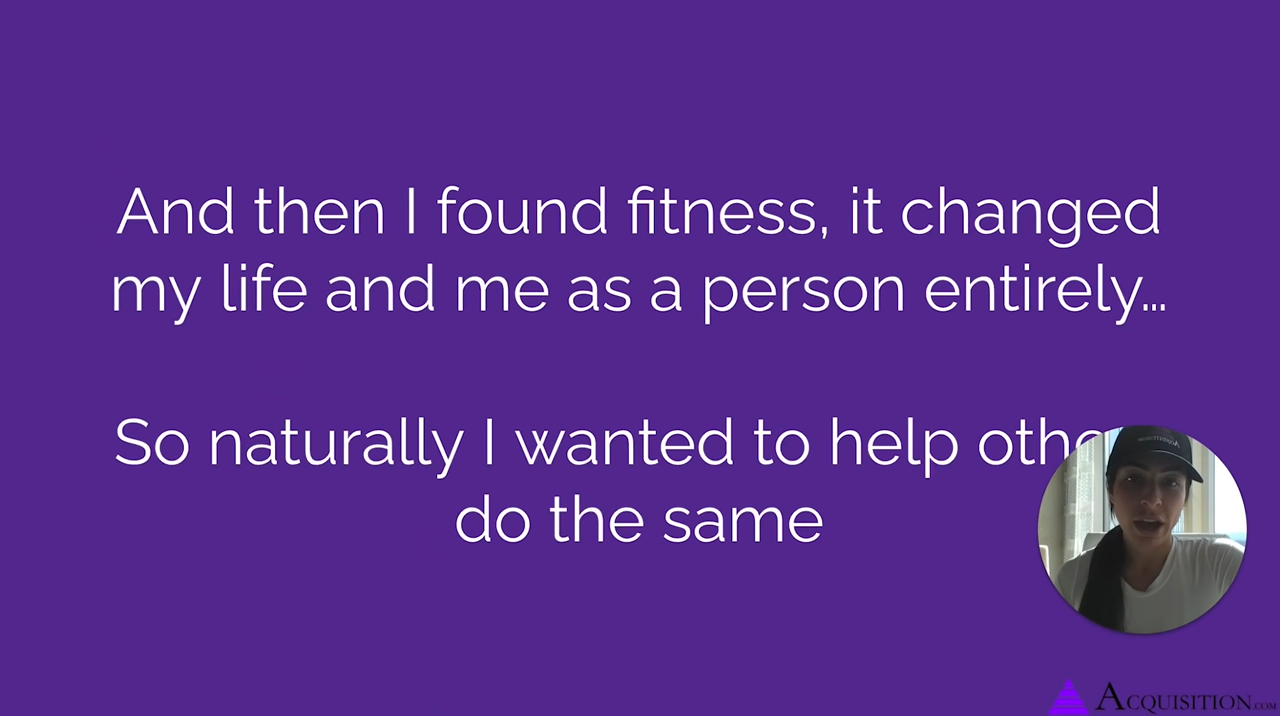 And then I found fitness, it changed
my life and me as a person entirely...
So naturally I wanted to help
do the same
ACQUISITION.COM